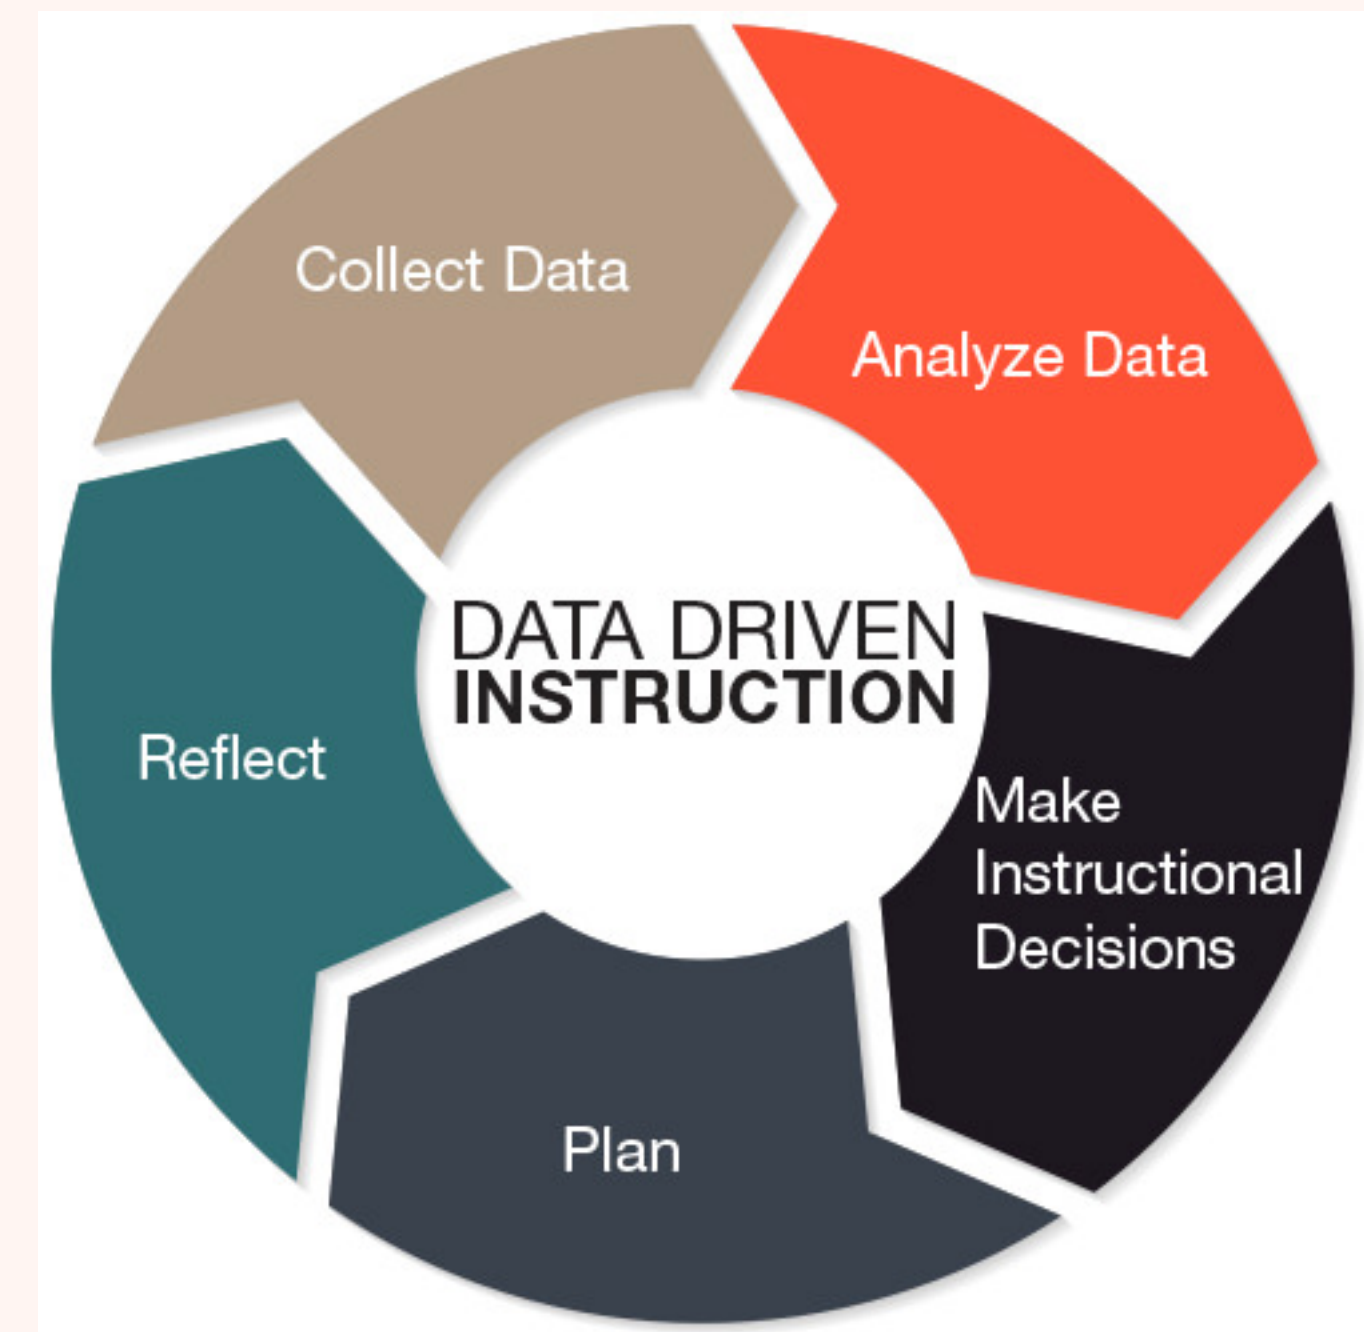 Collect Data
Analyze Data
DATA DRIVEN
INSTRUCTION
Make
Instructional
Decisions
Plan
Reflect